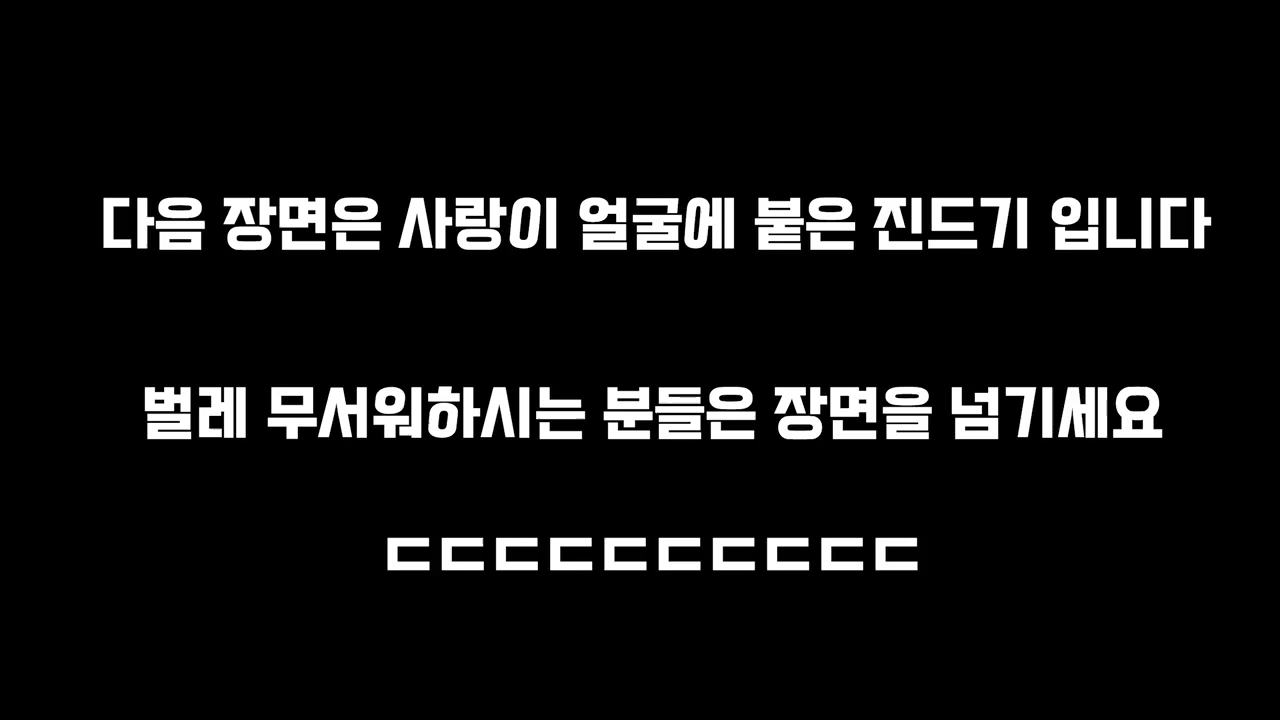 다음 장면은 사랑이 얼굴에 붙은 진드기 입니다
벌레 무서워하시는 분들은 장면을 넘기세요
ㄷㄷㄷㄷㄷㄷㄷㄷㄷㄷ